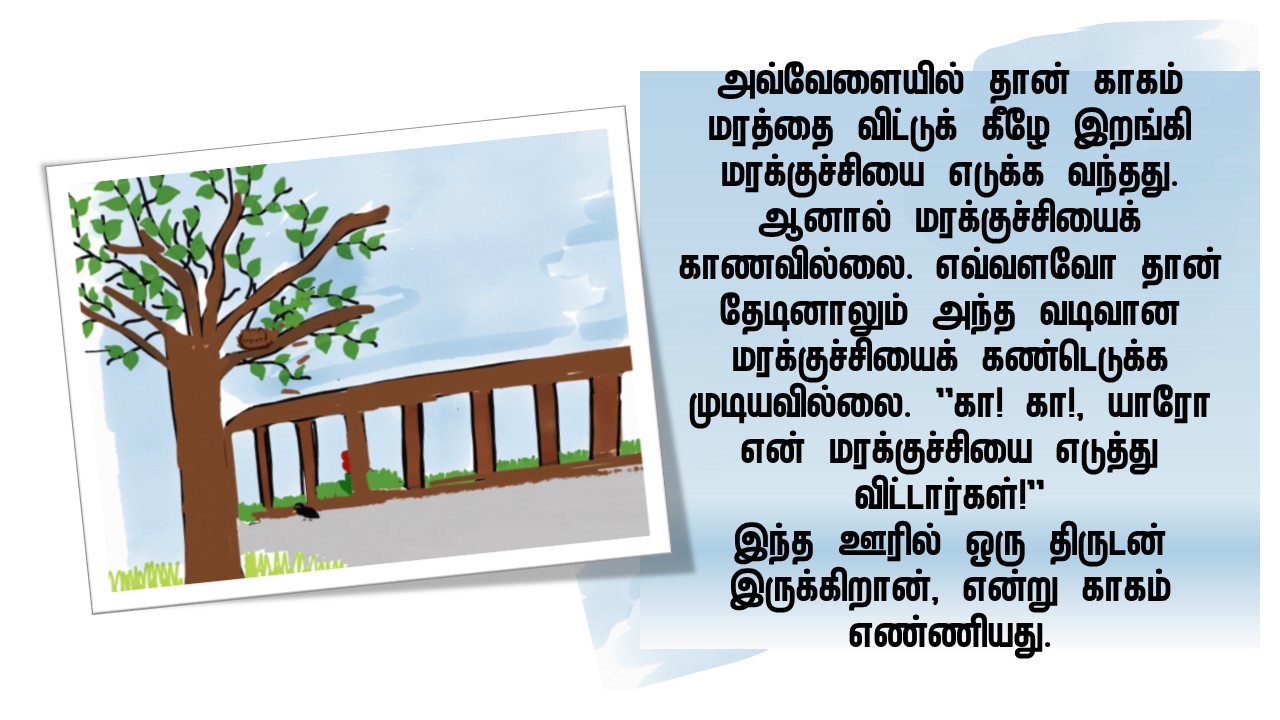 அவ்வேளையில் தான் காகம்
மரத்தை விட்டுக் கீழே இறங்கி
மரக்குச்சியை எடுக்க வந்தது.
ஆனால் மரக்குச்சியைக்
காணவில்லை. எவ்வளவோ தான்
தேடினாலும் அந்த வடிவான
மரக்குச்சியைக் கண்டெடுக்க
முடியவில்லை. ”கா! கா!, யாரோ
என் மரக்குச்சியை எடுத்து
விட்டார்கள்!”
இந்த ஊரில் ஒரு திருடன்
இருக்கிறான், என்று காகம்
எண்ணியது.